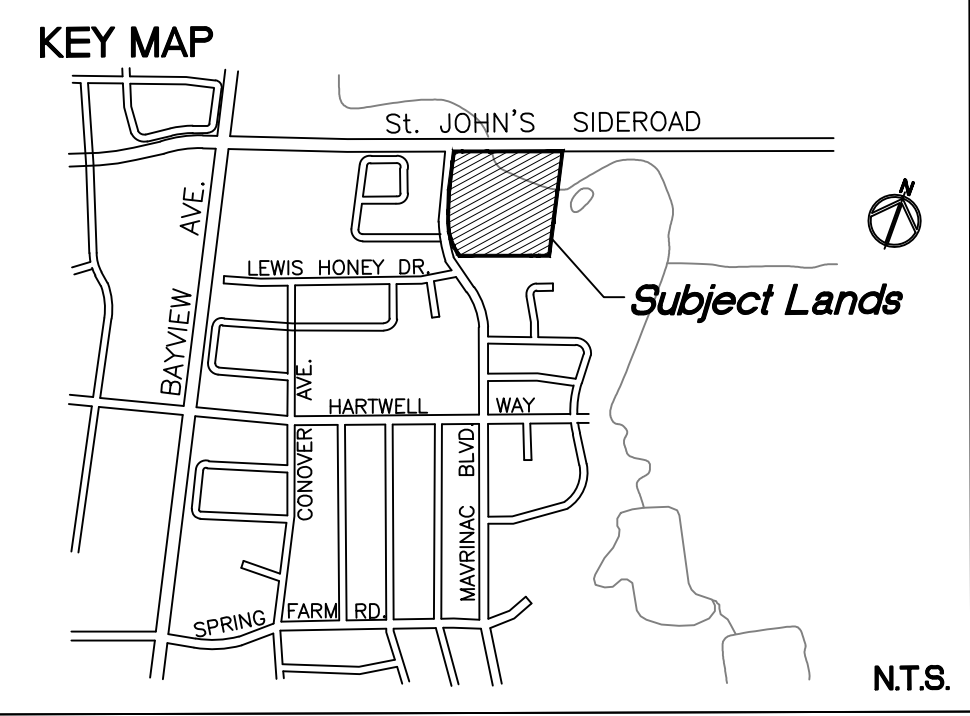 KEY MAP
St. JOHN'S SIDEROAD
N
BAYVIEW AVE.
LEWIS HONEY DR.
Subject Lands
CONOVER AVE.
HARTWELL WAY
MAVRINAC BLVD.
SPRING FARM RD.
N.T.S.